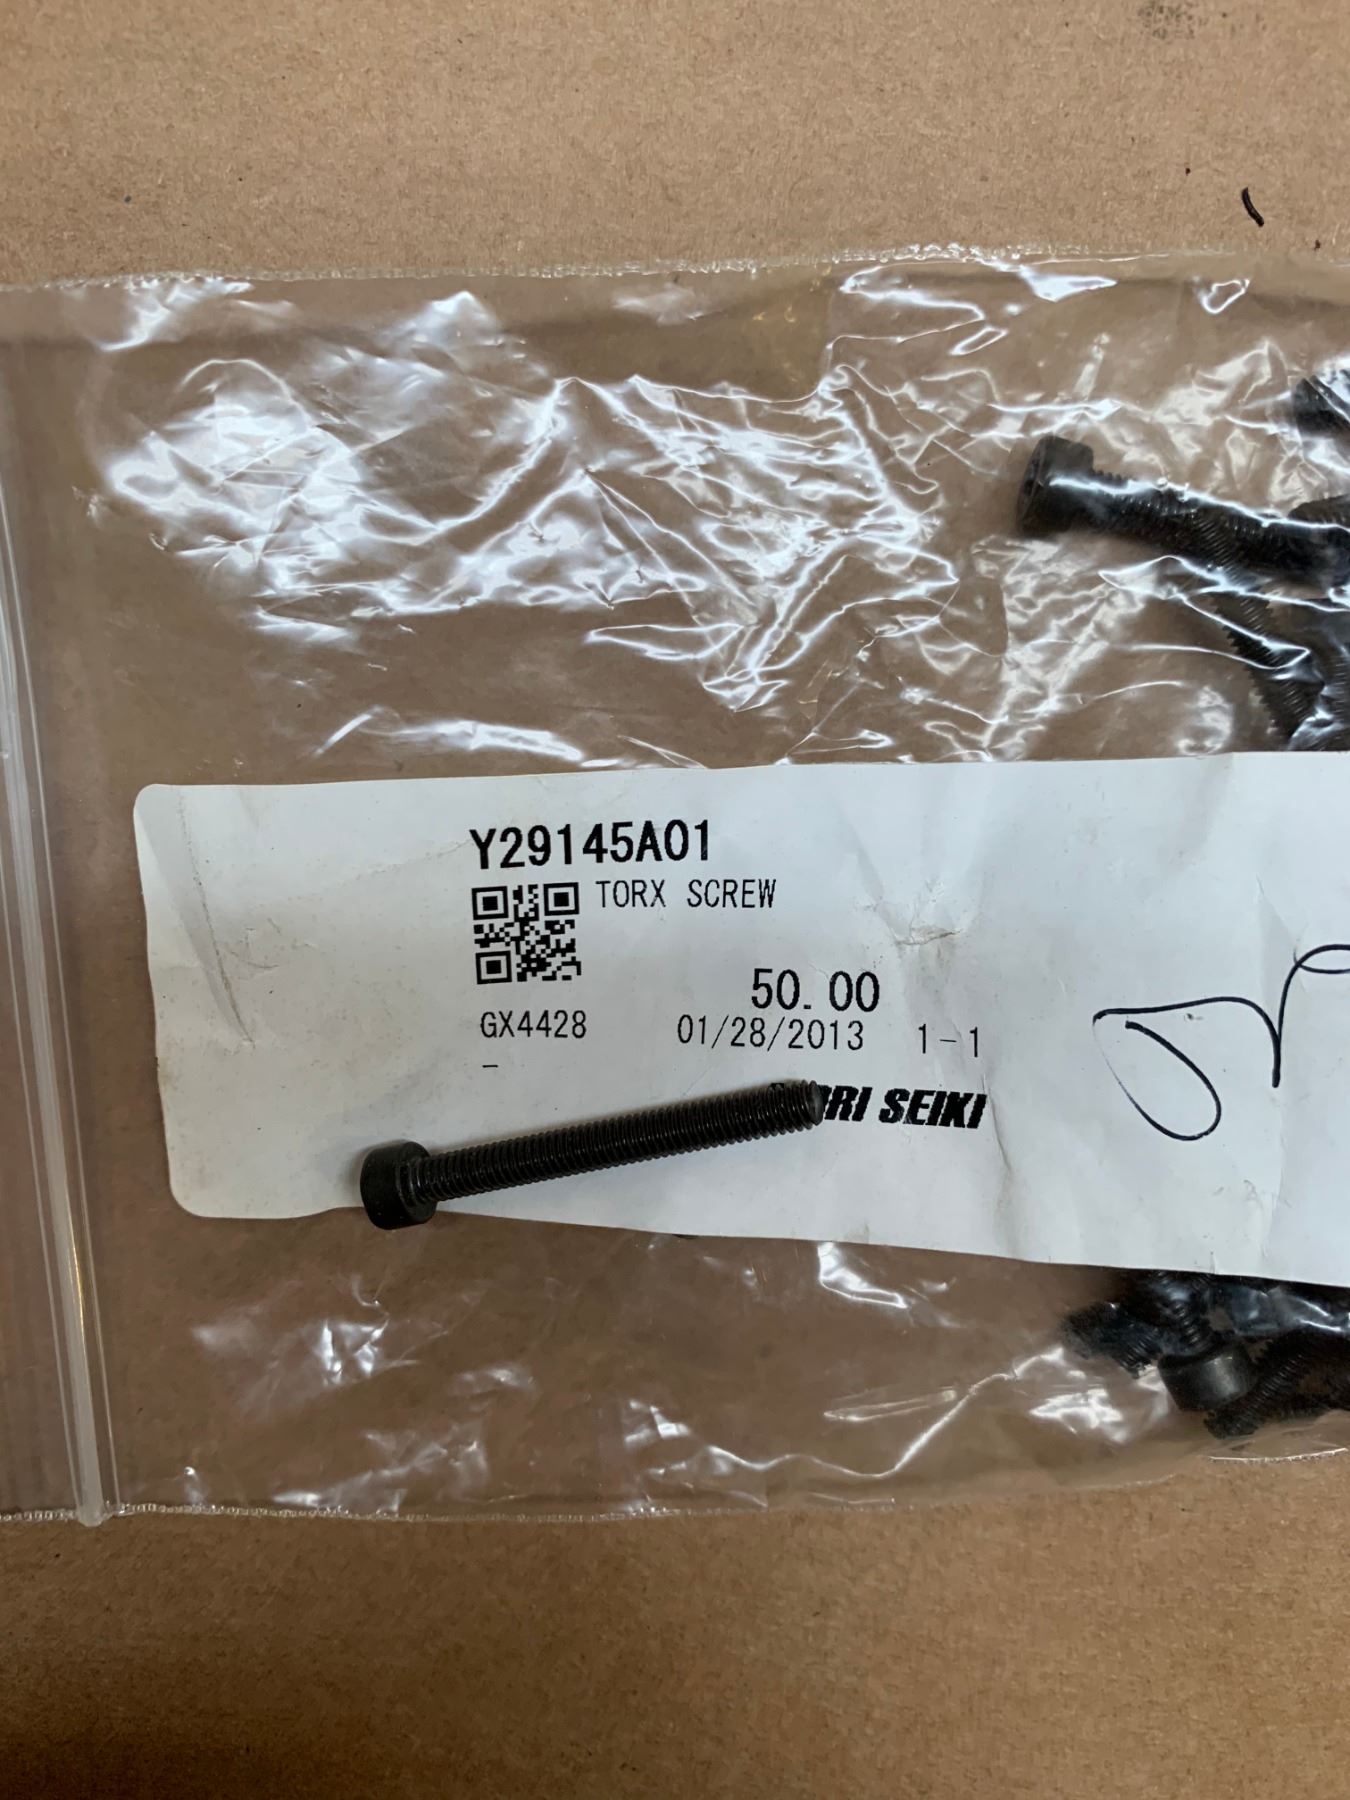 Y29145A01
TORX SCREW
50.00
GX4428 01/28/2013 1-1
-
RI SEIKI